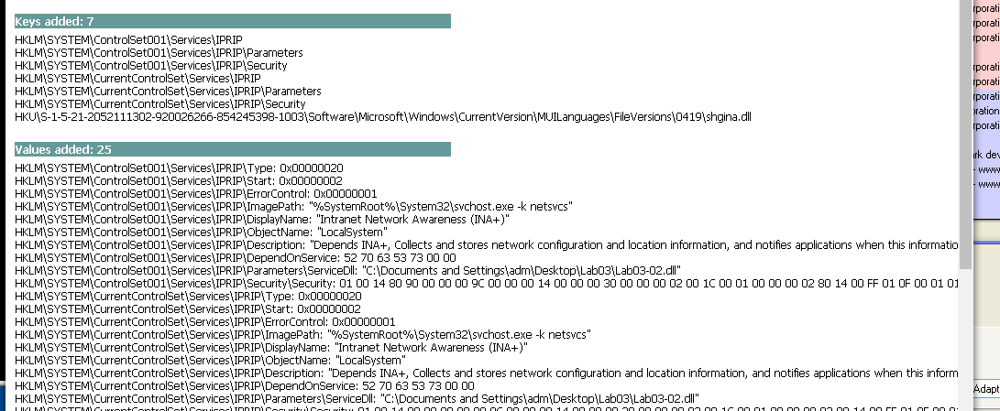 Keys added: 7
HKLM\SYSTEM\ControlSet001\Services\IPRIP
HKLM\SYSTEM\ControlSet001\Services\IPRIP\Parameters
HKLM\SYSTEM\ControlSet001\Services\IPRIP\Security
HKLM\SYSTEM\CurrentControlSet\Services\IPRIP
HKLM\SYSTEM\CurrentControlSet\Services\IPRIP\Parameters
HKLM\SYSTEM\CurrentControlSet\Services\IPRIP\Security
HKU\S-1-5-21-2052111302-920026266-854245398-1003\Software\Microsoft\Windows\CurrentVersion\MUILanguages\FileVersions\0419\shgina.dll
Values added: 25
HKLM\SYSTEM\ControlSet001\Services\IPRIP\Type: 0x00000020
HKLM\SYSTEM\ControlSet001\Services\IPRIP\Start: 0x00000002
HKLM\SYSTEM\ControlSet001\Services\IPRIP\ErrorControl: 0x00000001
HKLM\SYSTEM\ControlSet001\Services\IPRIP\ImagePath: "%SystemRoot%\System32\svchost.exe -k netsvcs"
HKLM\SYSTEM\ControlSet001\Services\IPRIP\DisplayName: "Intranet Network Awareness (INA+)"
HKLM\SYSTEM\ControlSet001\Services\IPRIP\ObjectName: "LocalSystem"
HKLM\SYSTEM\ControlSet001\Services\IPRIP\Description: "Depends INA+, Collects and stores network configuration and location information, and notifies applications when this informatio
HKLM\SYSTEM\ControlSet001\Services\IPRIP\DependOnService: 52 70 63 53 73 00 00
HKLM\SYSTEM\ControlSet001\Services\IPRIP\Parameters\ServiceDll: "C:\Documents and Settings\adm\Desktop\Lab03\Lab03-02.dll"
HKLM\SYSTEM\ControlSet001\Services\IPRIP\Security\Security: 01 00 14 80 90 00 00 00 9C 00 00 00 14 00 00 00 30 00 00 00 02 00 1C 00 01 00 00 00 02 80 14 00 FF 01 0F 00 01 01
HKLM\SYSTEM\CurrentControlSet\Services\IPRIP\Type: 0x00000020
HKLM\SYSTEM\CurrentControlSet\Services\IPRIP\Start: 0x00000002
HKLM\SYSTEM\CurrentControlSet\Services\IPRIP\ErrorControl: 0x00000001
HKLM\SYSTEM\CurrentControlSet\Services\IPRIP\ImagePath: "%SystemRoot%\System32\svchost.exe -k netsvcs"
HKLM\SYSTEM\CurrentControlSet\Services\IPRIP\DisplayName: "Intranet Network Awareness (INA+)"
HKLM\SYSTEM\CurrentControlSet\Services\IPRIP\ObjectName: "LocalSystem"
HKLM\SYSTEM\CurrentControlSet\Services\IPRIP\Description: "Depends INA+, Collects and stores network configuration and location information, and notifies applications when this inform
HKLM\SYSTEM\CurrentControlSet\Services\IPRIP\DependOnService: 52 70 63 53 73 00 00
HKLM\SYSTEM\CurrentControlSet\Services\IPRIP\Parameters\ServiceDll: "C:\Documents and Settings\adm\Desktop\Lab03\Lab03-02.dll"